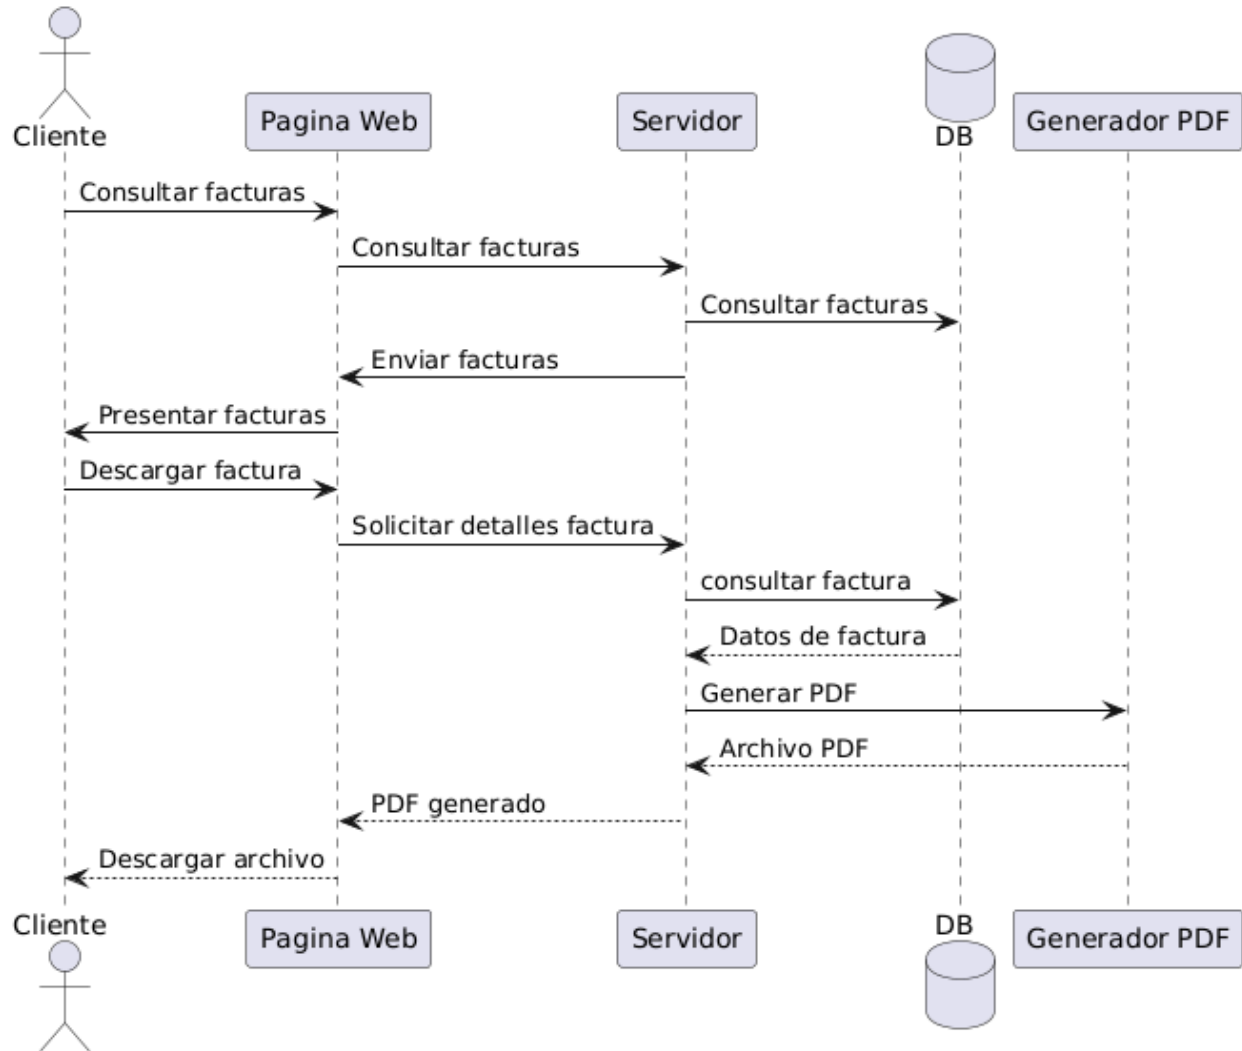 Cliente
Pagina Web
Servidor
DB
Generador PDF
Consultar facturas
Consultar facturas
Consultar facturas
Enviar facturas
Presentar facturas
Descargar factura
Solicitar detalles factura
consultar factura
Datos de factura
Generar PDF
Archivo PDF
PDF generado
Descargar archivo
Cliente
Pagina Web
Servidor
DB
Generador PDF